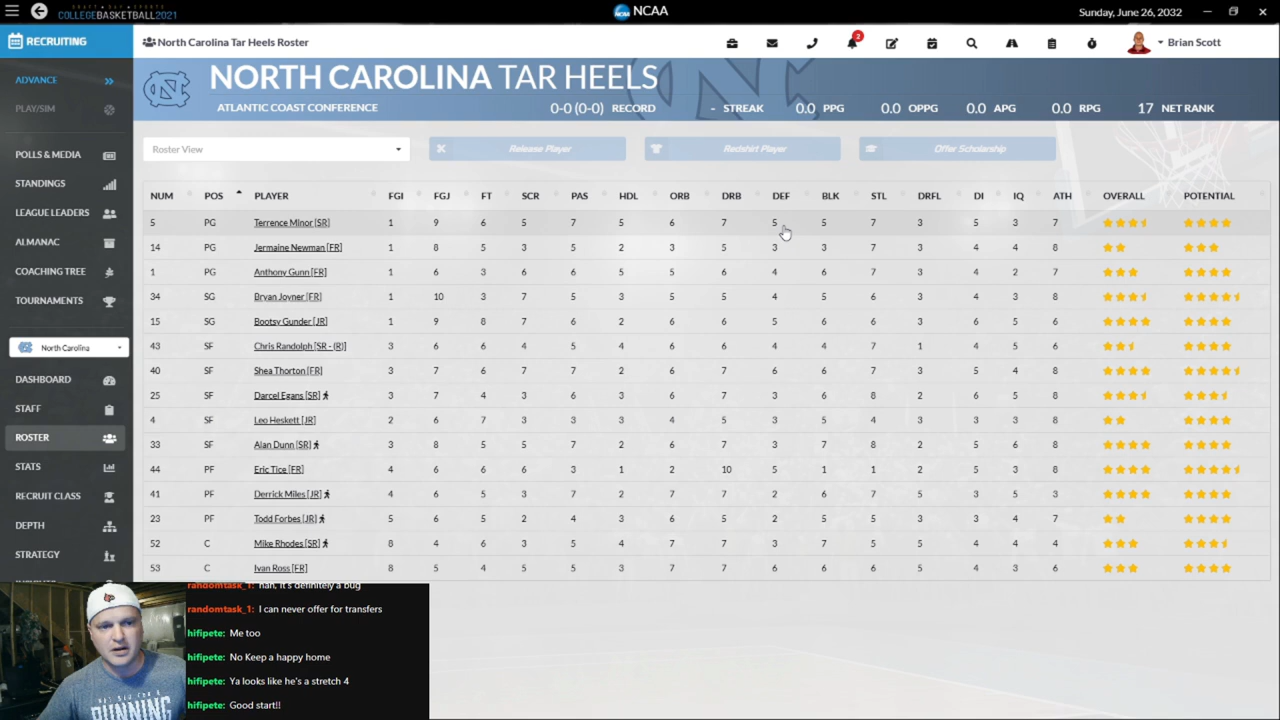 DRAFT DAY SPORTS
COLLEGEBASKETBALL2021
NCAA
Sunday, June 26, 2032
RECRUITING
North Carolina Tar Heels Roster
2
Brian Scott
ADVANCE
PLAY/SIM
POLLS & MEDIA
STANDINGS
LEAGUE LEADERS
ALMANAC
COACHING TREE
TOURNAMENTS
North Carolina
DASHBOARD
STAFF
ROSTER
STATS
RECRUIT CLASS
DEPTH
STRATEGY
NORTH CAROLINA TAR HEELS
ATLANTIC COAST CONFERENCE
0-0 (0-0) RECORD - STREAK 0.0 PPG 0.0 OPPG 0.0 APG 0.0 RPG 17 NET RANK
Roster View
Release Player
Redshirt Player
Offer Scholarship
NUM POS PLAYER FGI FGJ FT SCR PAS HDL ORB DRB DEF BLK STL DRFL DI IQ ATH OVERALL POTENTIAL
5 PG Terrence Minor [SR] 1 9 6 5 7 5 6 7 5 5 7 3 5 3 7
14 PG Jermaine Newman [FR] 1 8 5 3 5 2 3 5 3 3 7 3 4 4 8
1 PG Anthony Gunn [FR] 1 6 3 6 6 5 5 6 4 6 7 3 4 2 7
34 SG Bryan Joyner [FR] 1 10 3 7 5 3 5 5 4 5 6 3 4 3 8
15 SG Bootsy Gunder [JR] 1 9 8 7 6 2 6 6 5 6 6 3 6 5 6
43 SF Chris Randolph [SR - (R)] 3 6 6 4 5 4 6 6 4 4 7 1 4 5 6
40 SF Shea Thorton [FR] 3 7 6 7 7 2 6 7 6 6 7 3 5 4 8
25 SF Darcel Egans [SR] 3 7 4 3 6 3 6 7 3 6 8 2 6 5 8
4 SF Leo Heskett [JR] 2 6 7 3 3 3 4 5 3 5 4 3 3 3 8
33 SF Alan Dunn [SR] 3 8 5 5 7 2 6 7 3 7 8 2 5 6 8
44 PF Eric Tice [FR] 4 6 6 6 3 1 2 10 5 1 1 2 5 3 8
41 PF Derrick Miles [JR] 4 6 5 3 7 2 7 7 2 6 7 5 3 5 3
23 PF Todd Forbes [JR] 5 6 5 2 4 3 6 5 2 5 5 3 3 4 7
52 C Mike Rhodes [SR] 8 4 6 3 5 4 7 7 3 7 5 5 4 4 4
53 C Ivan Ross [FR] 8 5 4 5 5 3 7 7 6 6 6 5 4 3 6
randomtask_1: nah, it's definitely a bug
randomtask_1: I can never offer for transfers
hifipete: Me too
hifipete: No Keep a happy home
hifipete: Ya looks like he's a stretch 4
hifipete: Good start!!
RUNNING